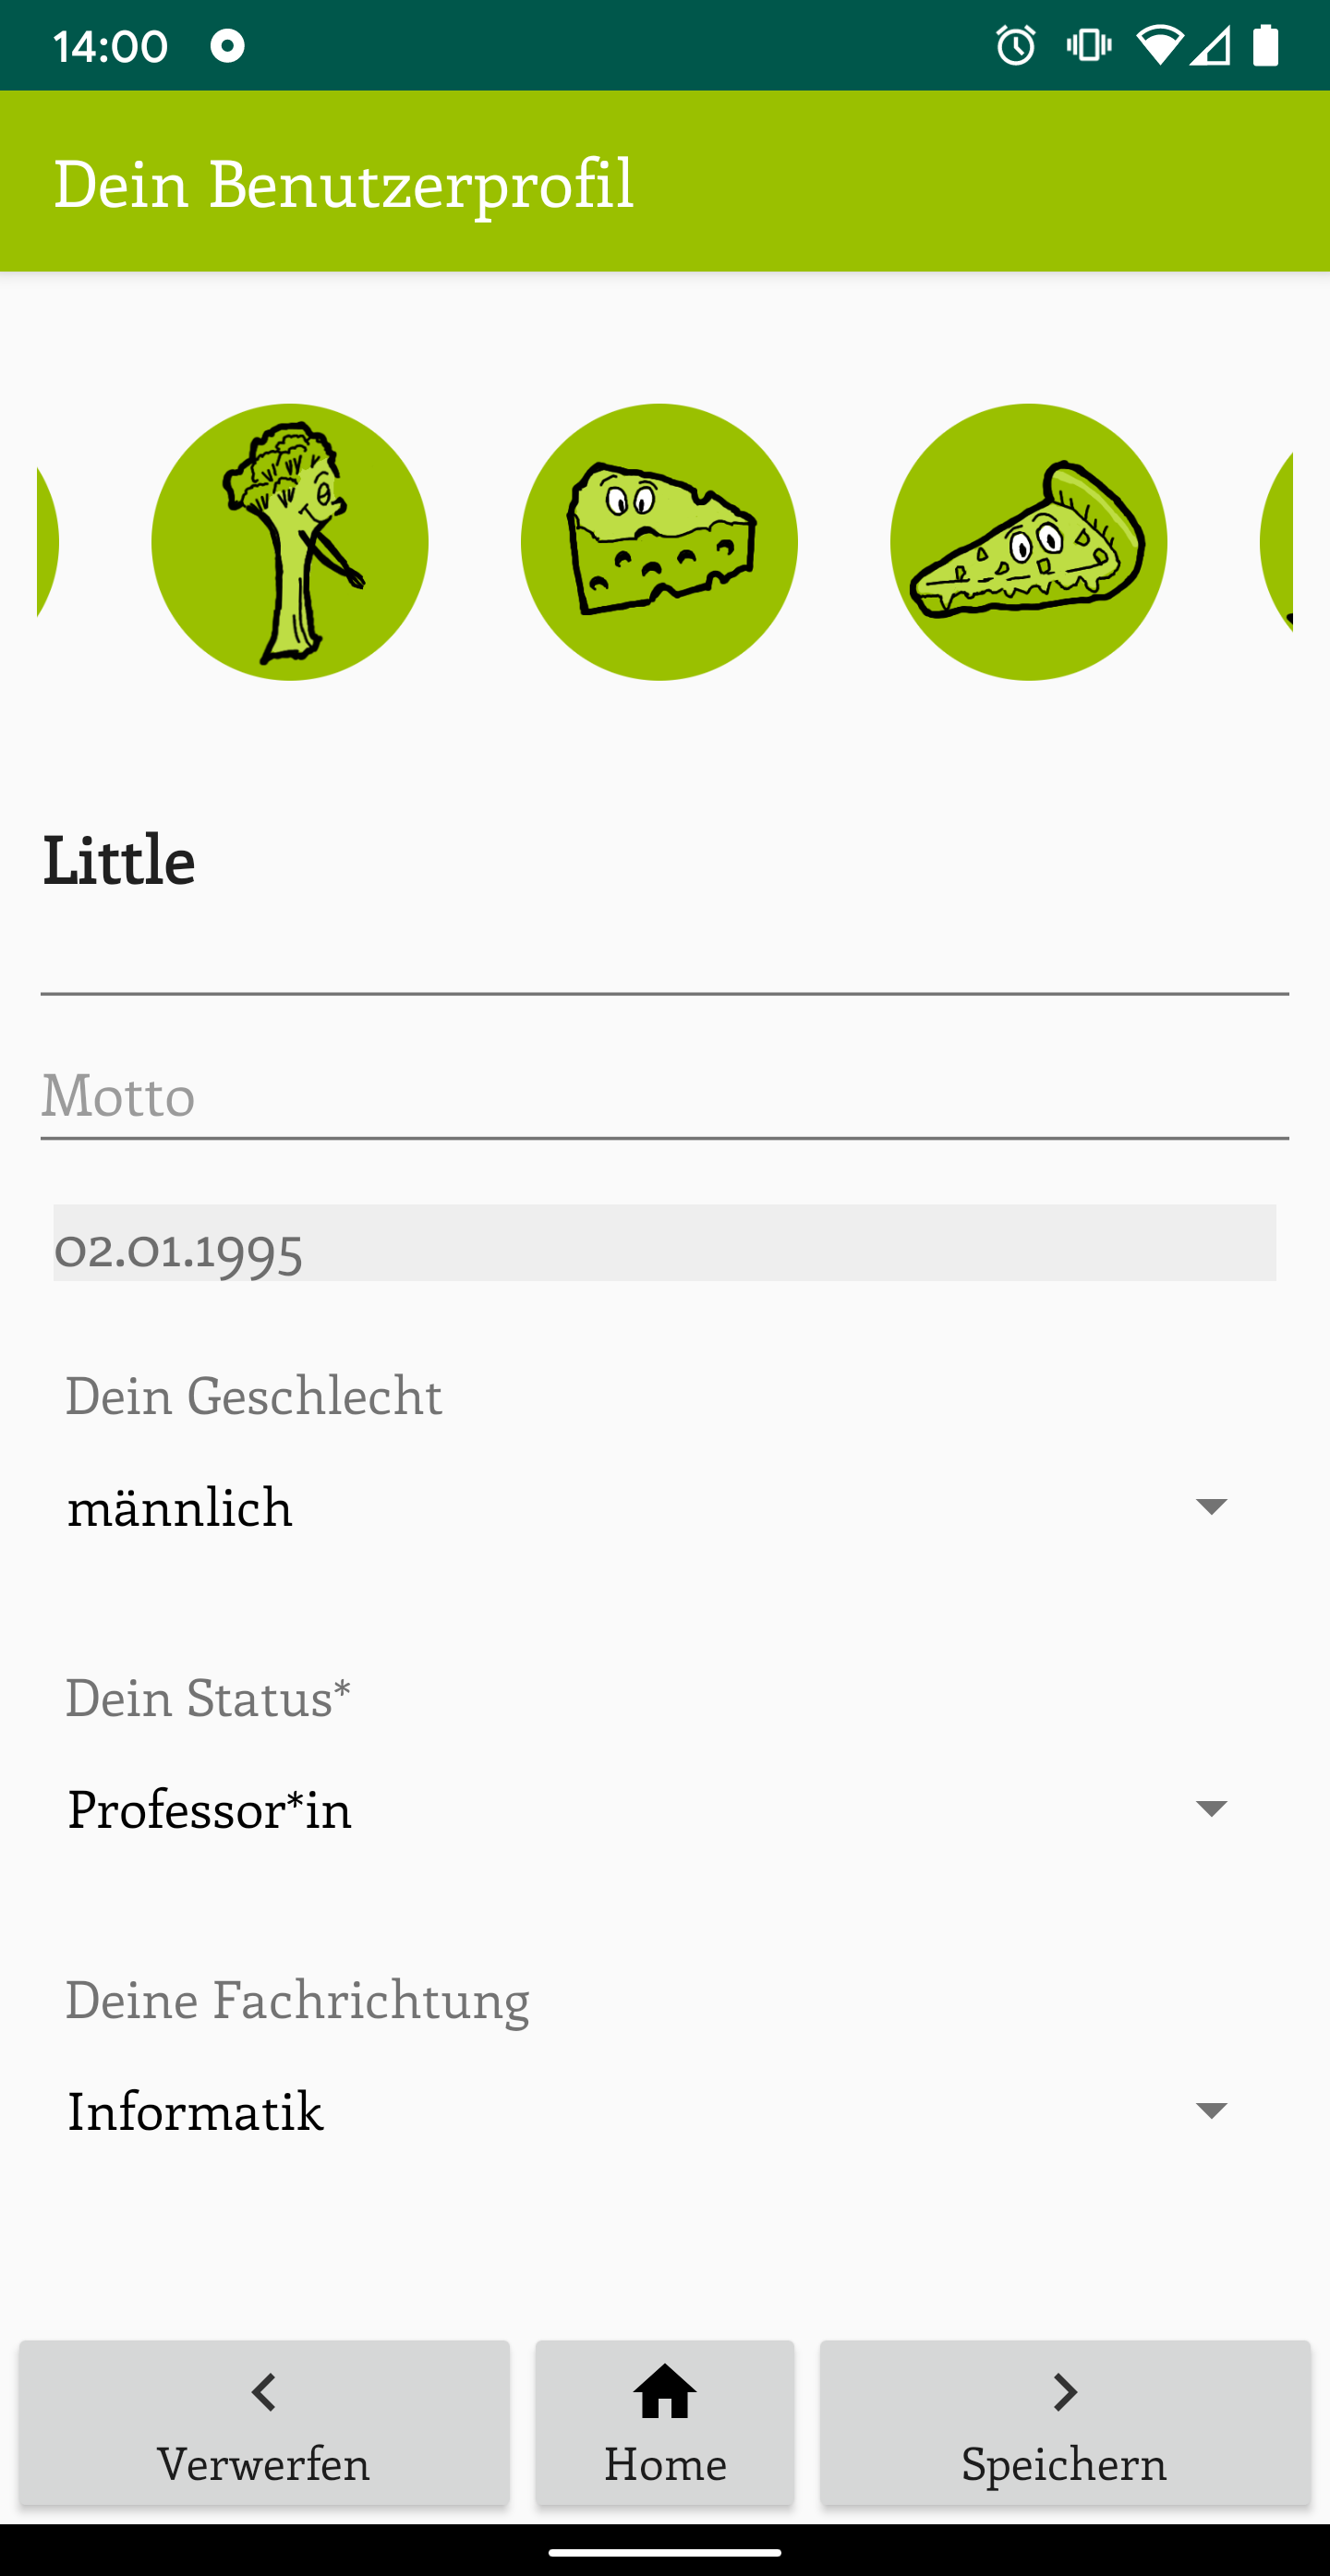 14:00
Dein Benutzerprofil
Little
Motto
02.01.1995
Dein Geschlecht
männlich
Dein Status*
Professor*in
Deine Fachrichtung
Informatik
Verwerfen
Home
Speichern